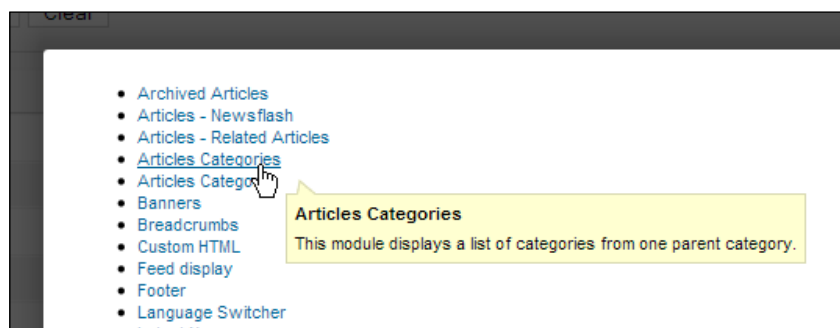 Clear
Archived Articles
Articles - Newsflash
Articles - Related Articles
Articles Categories
Articles
Banners
Breadcrumbs
Custom HTML
Feed display
Footer
Language Switcher
Articles Categories
This module displays a list of categories from one parent category.